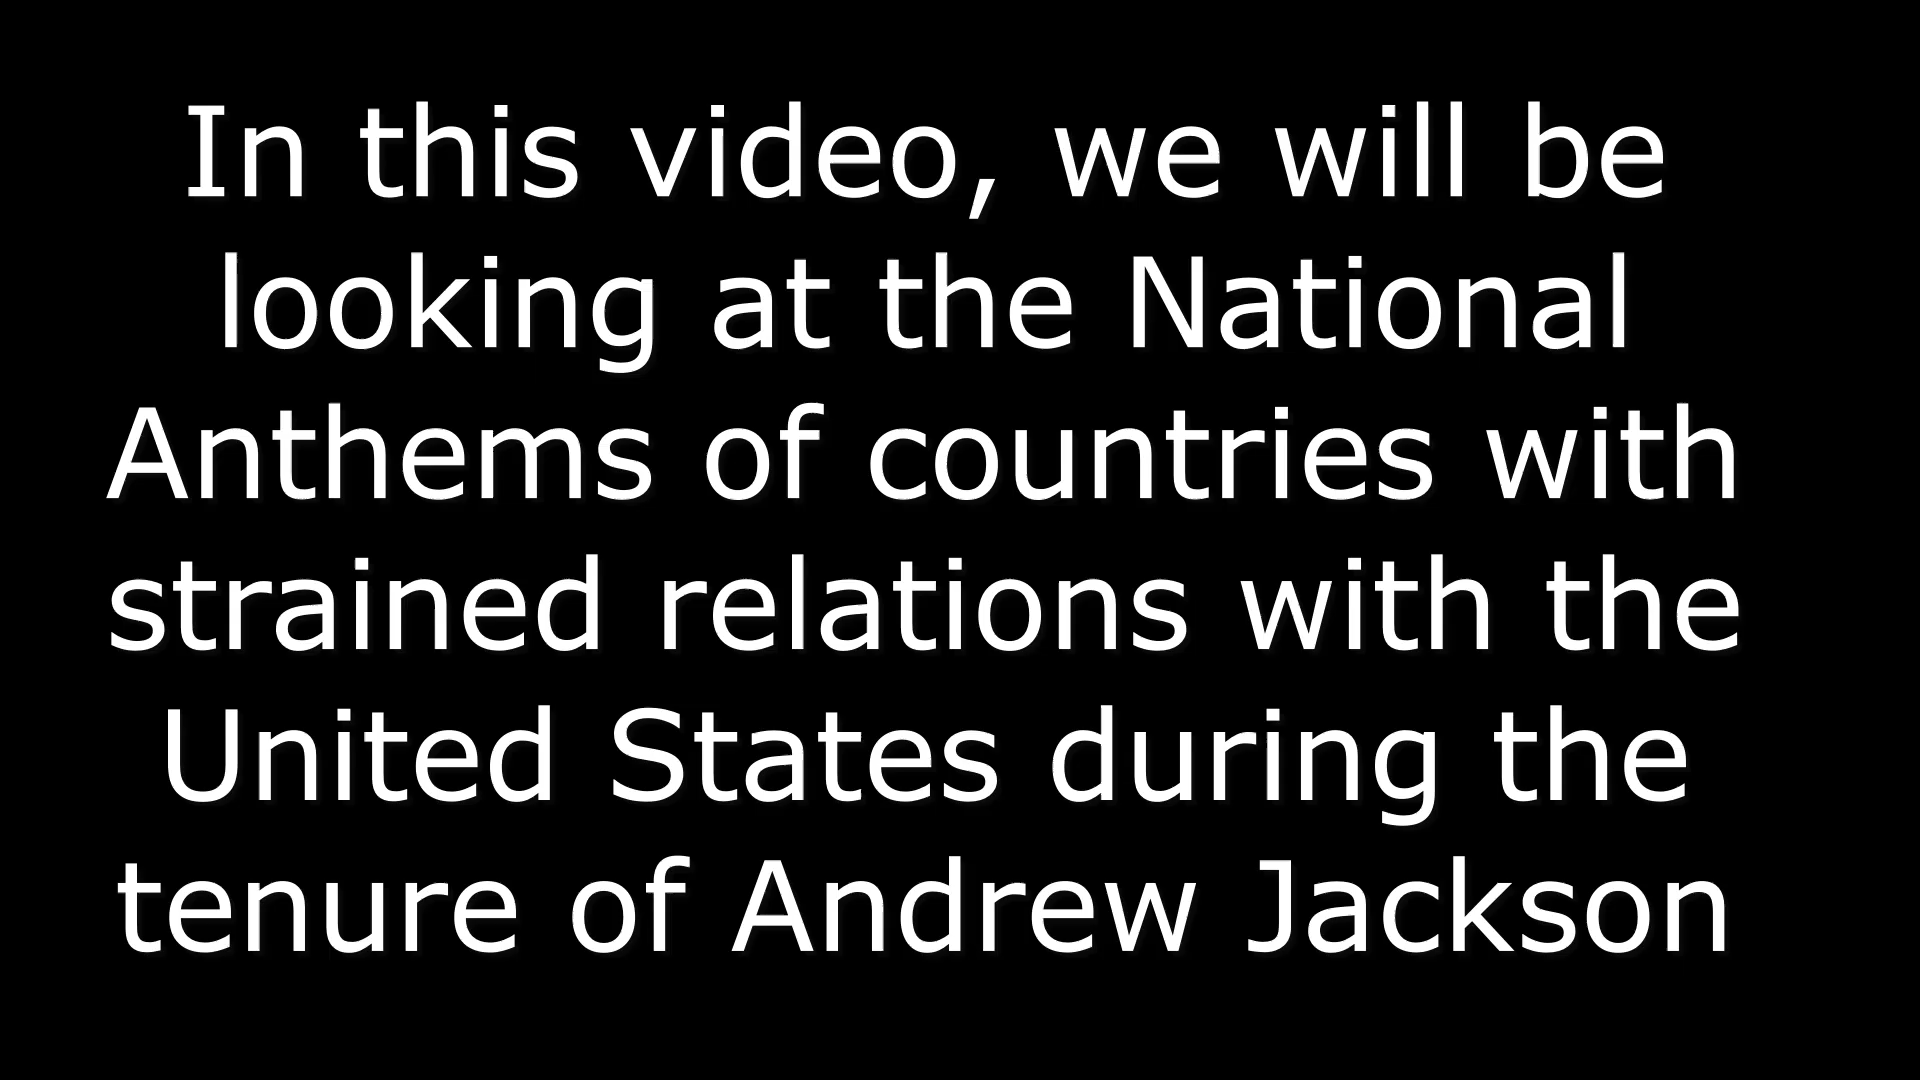 In this video, we will be
looking at the National
Anthems of countries with
strained relations with the
United States during the
tenure of Andrew Jackson